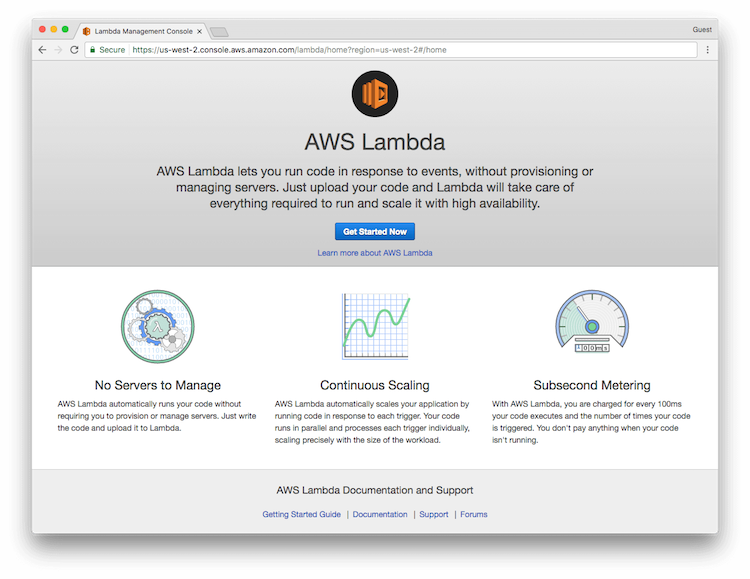 Lambda Management Console
Guest
Secure https://us-west-2.console.aws.amazon.com/lambda/home?region=us-west-2#/home
AWS Lambda
AWS Lambda lets you run code in response to events, without provisioning or
managing servers. Just upload your code and Lambda will take care of
everything required to run and scale it with high availability.
Get Started Now
Learn more about AWS Lambda
No Servers to Manage
AWS Lambda automatically runs your code without
requiring you to provision or manage servers. Just write
the code and upload it to Lambda.
Continuous Scaling
AWS Lambda automatically scales your application by
running code in response to each trigger. Your code
runs in parallel and processes each trigger individually,
scaling precisely with the size of the workload.
100ms
Subsecond Metering
With AWS Lambda, you are charged for every 100ms
your code executes and the number of times your code
is triggered. You don't pay anything when your code
isn't running.
AWS Lambda Documentation and Support
Getting Started Guide | Documentation | Support | Forums